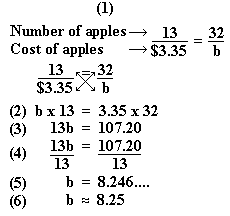 (1)
Number of apples → 13 = 32
Cost of apples → $3.35 b
13 = 32
$3.35 b
(2) b x 13 = 3.35 x 32
(3) 13b = 107.20
(4) 13b = 107.20
13 13
(5) b = 8.246....
(6) b ≈ 8.25